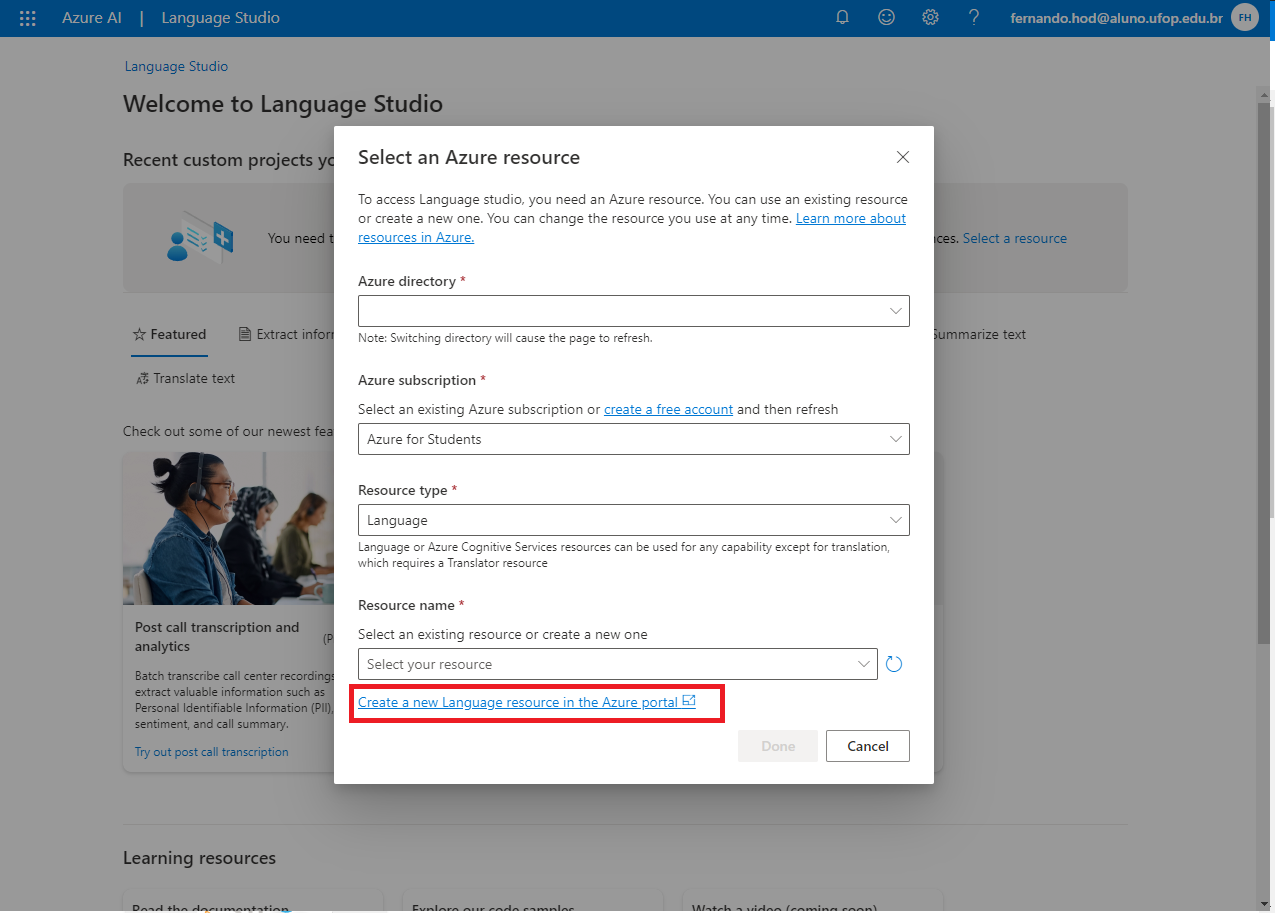 Azure AI | Language Studio
fernando.hod@aluno.ufop.edu.br FH
Language Studio
Welcome to Language Studio
Recent custom projects yo
You need t
nces. Select a resource
Featured
Extract inform
Summarize text
Translate text
Check out some of our newest fea
Post call transcription and
analytics
(P
Batch transcribe call center recordings,
extract valuable information such as
Personal Identifiable Information (PII),
sentiment, and call summary.
Try out post call transcription
Select an Azure resource
To access Language studio, you need an Azure resource. You can use an existing resource
or create a new one. You can change the resource you use at any time. Learn more about
resources in Azure.
Azure directory *
Note: Switching directory will cause the page to refresh.
Azure subscription *
Select an existing Azure subscription or create a free account and then refresh
Azure for Students
Resource type *
Language
Language or Azure Cognitive Services resources can be used for any capability except for translation,
which requires a Translator resource
Resource name *
Select an existing resource or create a new one
Select your resource
Create a new Language resource in the Azure portal
Done
Cancel
Learning resources
Read the documentation
Explore our code samples
Watch a video (coming soon)